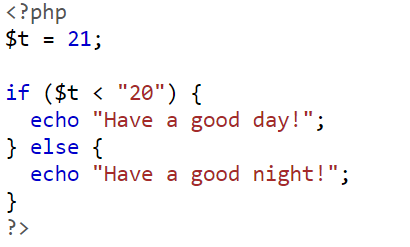 <?php
$t = 21;

if ($t < "20") {
  echo "Have a good day!";
} else {
  echo "Have a good night!";
}
?>